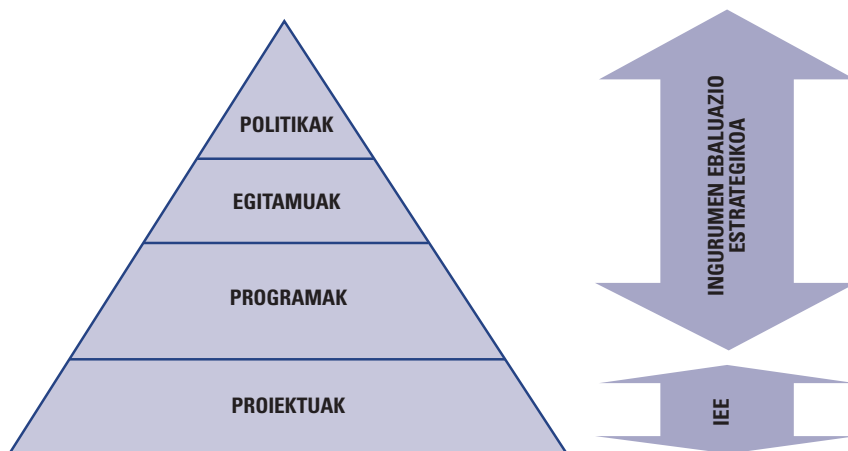 POLITIKAK
EGITAMUAK
PROGRAMAK
PROIEKTUAK
INGURUMEN EBALUAZIO
ESTRATEGIKOA
IEE